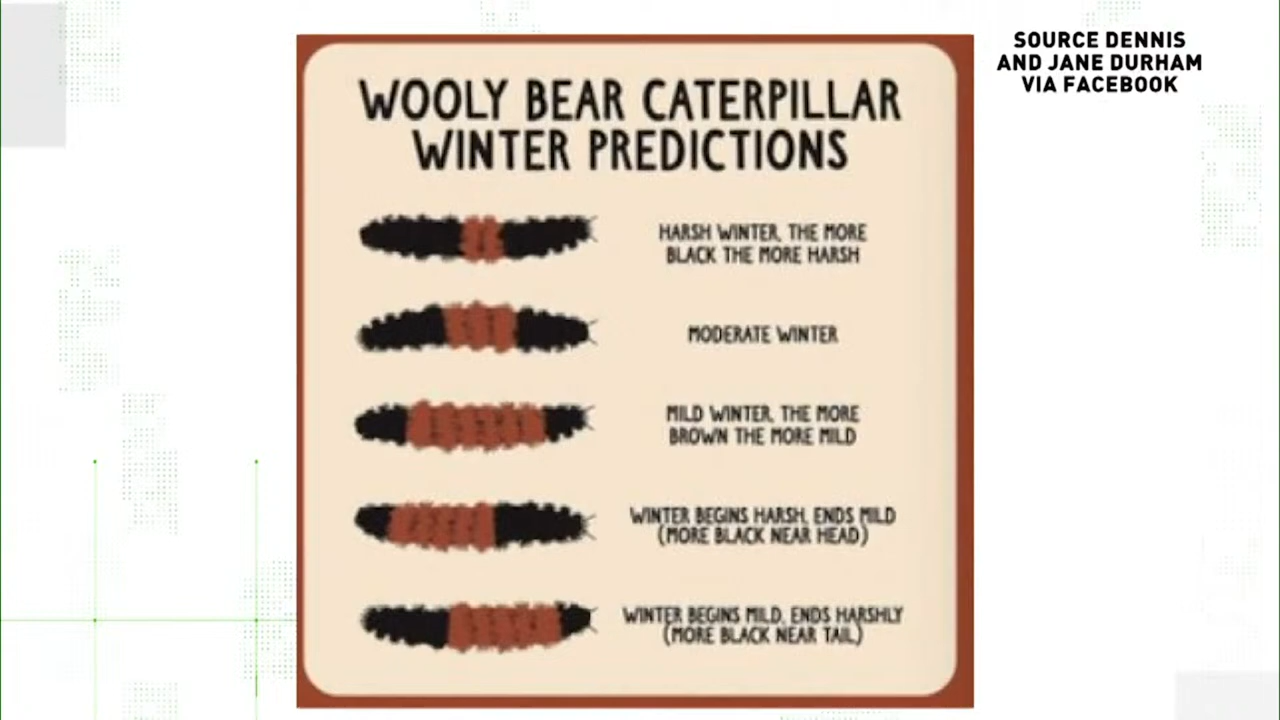 SOURCE DENNIS
AND JANE DURHAM
VIA FACEBOOK
WOOLY BEAR CATERPILLAR
WINTER PREDICTIONS
HARSH WINTER, THE MORE
BLACK THE MORE HARSH
MODERATE WINTER
MILD WINTER, THE MORE
BROWN THE MORE MILD
WINTER BEGINS HARSH, ENDS MILD
(MORE BLACK NEAR HEAD)
WINTER BEGINS MILD, ENDS HARSHLY
(MORE BLACK NEAR TAIL)